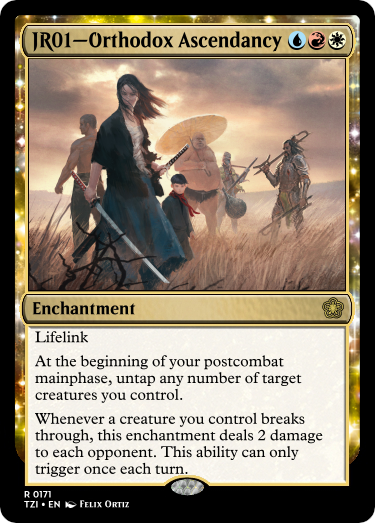 JR01—Orthodox Ascendancy
Enchantment
Lifelink
At the beginning of your postcombat
mainphase, untap any number of target
creatures you control.
Whenever a creature you control breaks
through, this enchantment deals 2 damage
to each opponent. This ability can only
trigger once each turn.
R 0171
TZI • EN Felix Ortiz